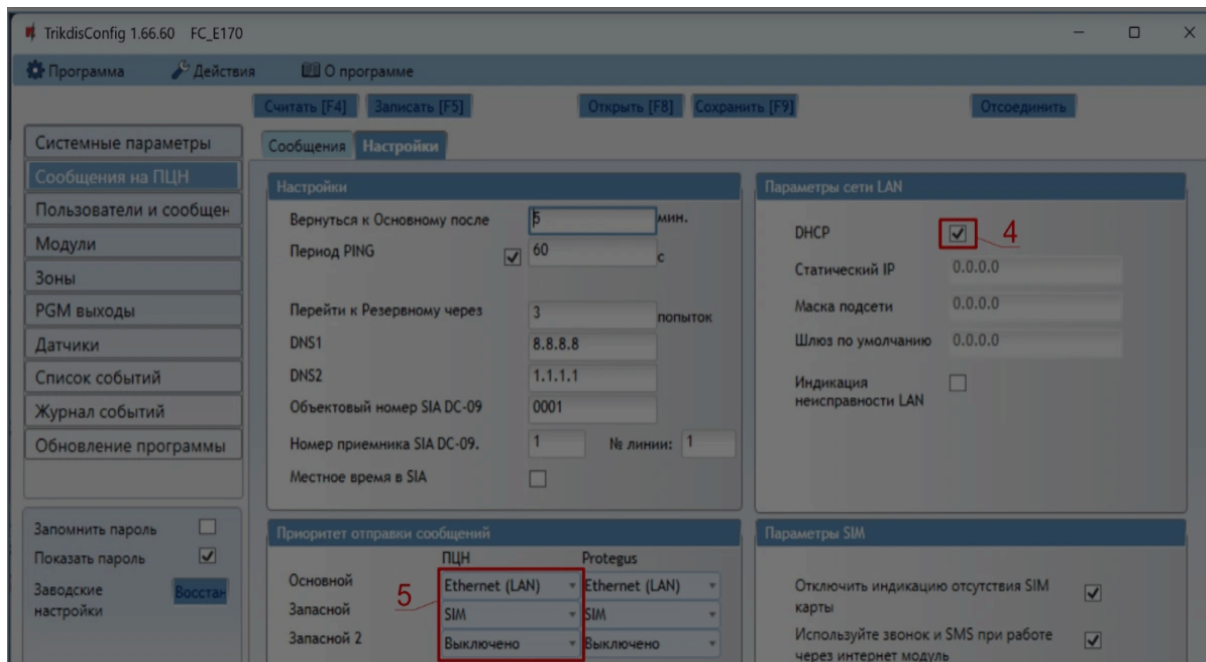 TrikdisConfig 1.66.60 FC_E170
Программа Действия О программе
Считать [F4] Записать [F5] Открыть [F8] Сохранить [F9] Отсоединить
Системные параметры
Сообщения на ПЦН
Пользователи и сообщен
Модули
Зоны
PGM выходы
Датчики
Список событий
Журнал событий
Обновление программы
Запомнить пароль
Показать пароль
Заводские настройки
Восстан
Сообщения Настройки
Настройки
Вернуться к Основному после 5 мин.
Период PING 60 с
Перейти к Резервному через 3 попыток
DNS1 8.8.8.8
DNS2 1.1.1.1
Объектовый номер SIA DC-09 0001
Номер приемника SIA DC-09. 1 № линии: 1
Местное время в SIA
Параметры сети LAN
DHCP 4
Статический IP 0.0.0.0
Маска подсети 0.0.0.0
Шлюз по умолчанию 0.0.0.0
Индикация
неисправности LAN
Приоритет отправки сообщений
ПЦН Protegus
Основной Ethernet (LAN) Ethernet (LAN)
5
Запасной SIM SIM
Запасной 2 Выключено Выключено
Параметры SIM
Отключить индикацию отсутствия SIM
карты
Используйте звонок и SMS при работе
через интернет модуль